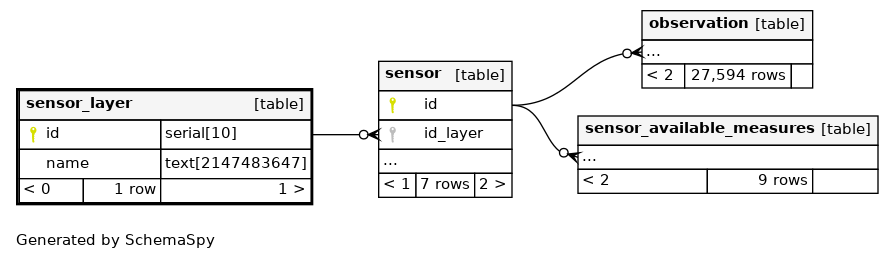 sensor_layer [table]
id serial[10]
name text[2147483647]
< 0 1 row 1 >
sensor [table]
id
id_layer
...
< 1 7 rows 2 >
observation [table]
...
< 2 27,594 rows
sensor_available_measures [table]
...
< 2 9 rows
Generated by SchemaSpy